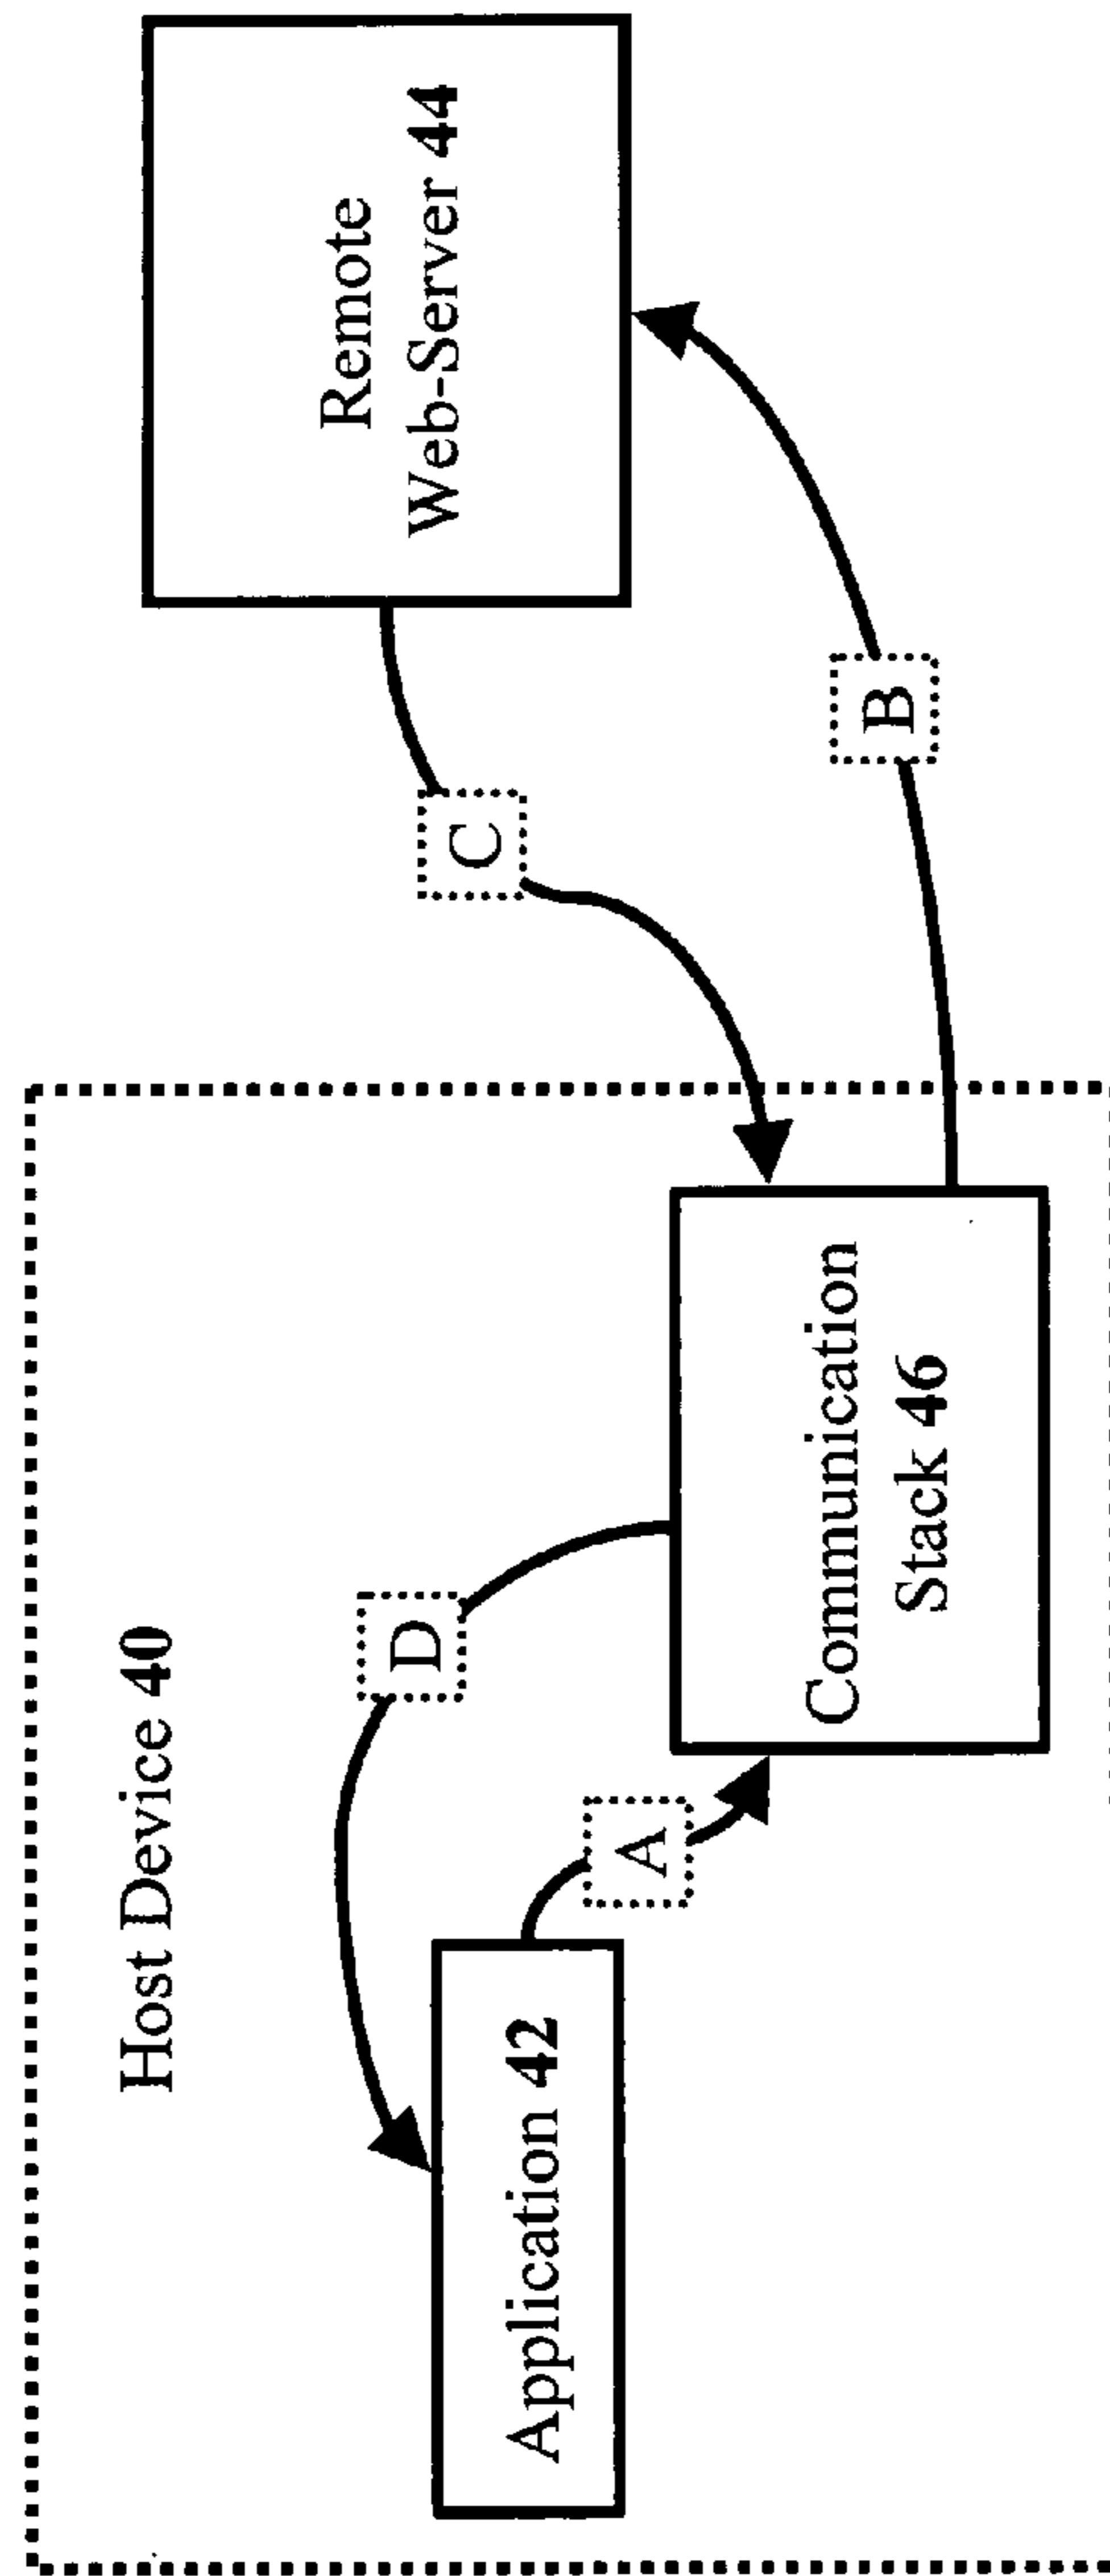 Host Device 40
Remote
Web-Server 44
C
D
A
Application 42
B
Communication
Stack 46